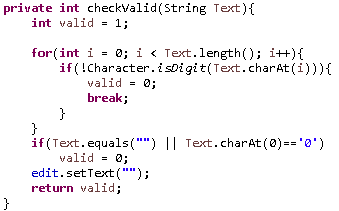 private int checkValid(String Text){
    int valid = 1;

    for(int i = 0; i < Text.length(); i++){
        if(!Character.isDigit(Text.charAt(i))){
            valid = 0;
            break;
        }
    }
    if(Text.equals("") || Text.charAt(0)=='0')
        valid = 0;
    edit.setText("");
    return valid;
}